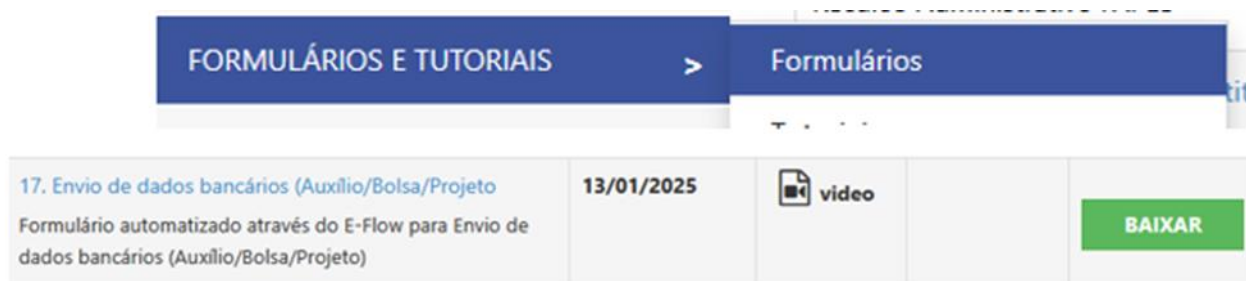 FORMULÁRIOS E TUTORIAIS >
Formulários
17. Envio de dados bancários (Auxílio/Bolsa/Projeto
13/01/2025
video
BAIXAR
Formulário automatizado através do E-Flow para Envio de
dados bancários (Auxílio/Bolsa/Projeto)